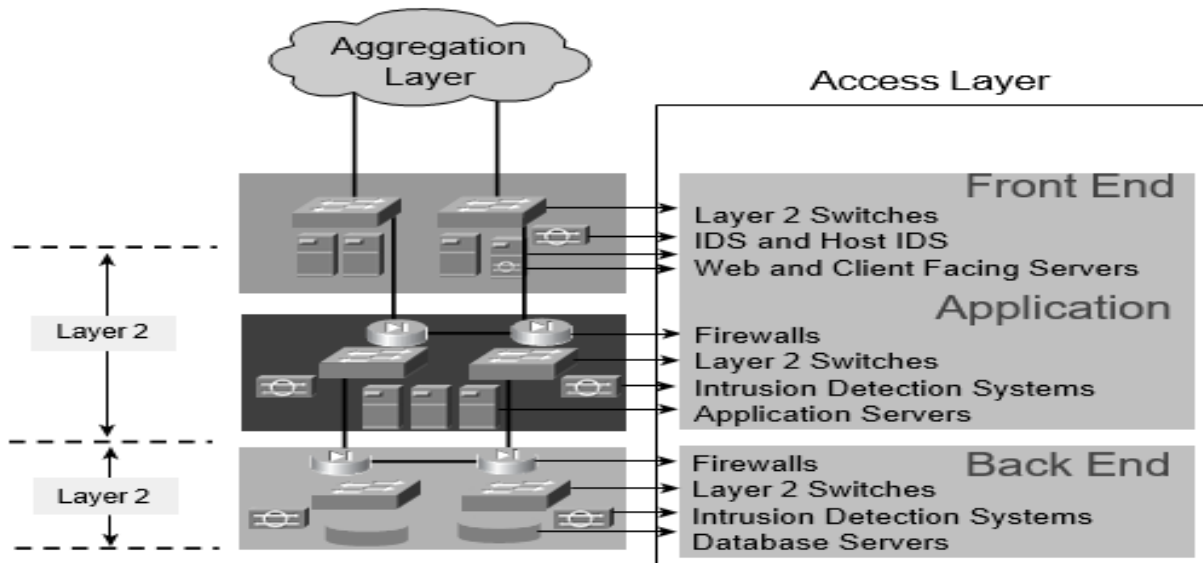 Aggregation
Layer
Access Layer
Front End
Layer 2 Switches
IDS and Host IDS
Web and Client Facing Servers
Layer 2
Application
Firewalls
Layer 2 Switches
Intrusion Detection Systems
Application Servers
Layer 2
Back End
Firewalls
Layer 2 Switches
Intrusion Detection Systems
Database Servers